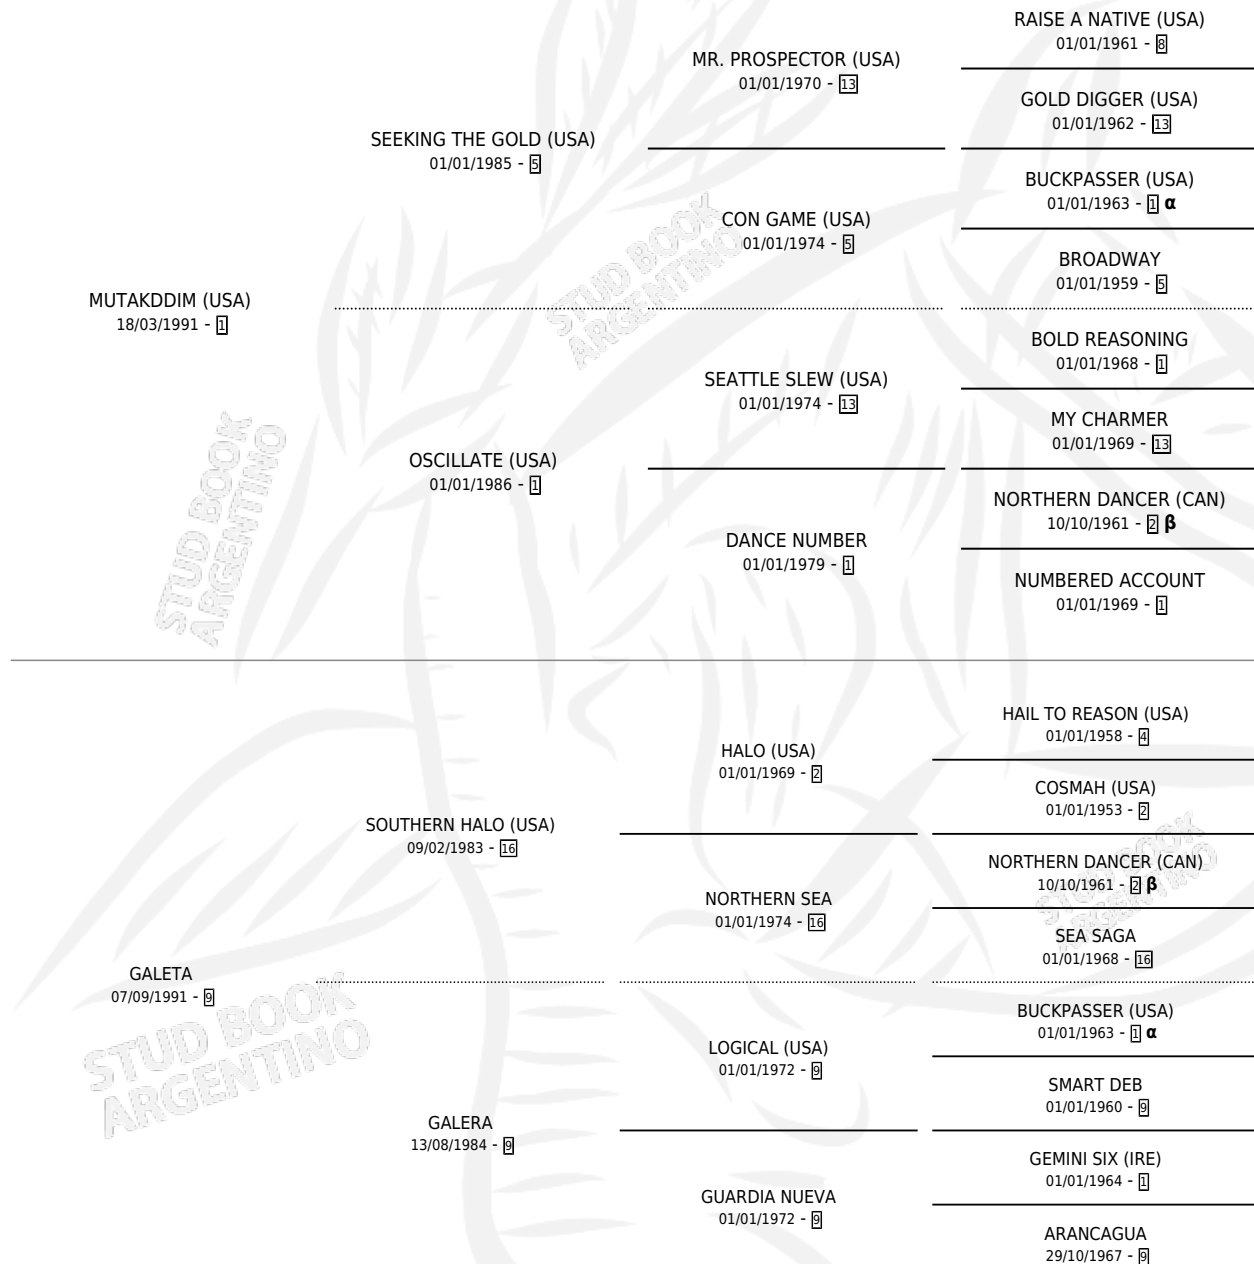 RAISE A NATIVE (USA)
01/01/1961 - 8
MR. PROSPECTOR (USA)
01/01/1970 - 13
GOLD DIGGER (USA)
01/01/1962 - 13
SEEKING THE GOLD (USA)
01/01/1985 - 5
BUCKPASSER (USA)
01/01/1963 - 1 α
CON GAME (USA)
01/01/1974 - 5
BROADWAY
01/01/1959 - 5
MUTAKDDIM (USA)
18/03/1991 - 1
BOLD REASONING
01/01/1968 - 1
SEATTLE SLEW (USA)
01/01/1974 - 13
MY CHARMER
01/01/1969 - 13
OSCILLATE (USA)
01/01/1986 - 1
NORTHERN DANCER (CAN)
10/10/1961 - 2 β
DANCE NUMBER
01/01/1979 - 1
NUMBERED ACCOUNT
01/01/1969 - 1
HAIL TO REASON (USA)
01/01/1958 - 4
HALO (USA)
01/01/1969 - 2
COSMAH (USA)
01/01/1953 - 2
SOUTHERN HALO (USA)
09/02/1983 - 16
NORTHERN DANCER (CAN)
10/10/1961 - 2 β
NORTHERN SEA
01/01/1974 - 16
SEA SAGA
01/01/1968 - 16
GALETA
07/09/1991 - 9
BUCKPASSER (USA)
01/01/1963 - 1 α
LOGICAL (USA)
01/01/1972 - 9
SMART DEB
01/01/1960 - 9
GALERA
13/08/1984 - 9
GEMINI SIX (IRE)
01/01/1964 - 1
GUARDIA NUEVA
01/01/1972 - 9
ARANCAGUA
29/10/1967 - 9
STUD BOOK
ARGENTINO
STUD BOOK
ARGENTINO
STUD BOOK
ARGENTINO
STUD BOOK
ARGENTINO